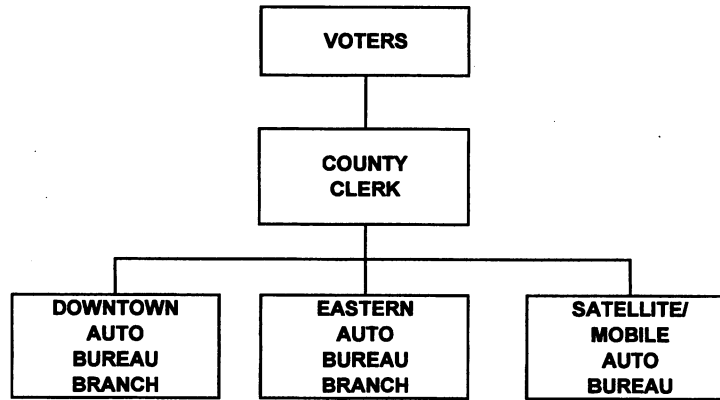 VOTERS
COUNTY
CLERK
DOWNTOWN
AUTO
BUREAU
BRANCH
EASTERN
AUTO
BUREAU
BRANCH
SATELLITE/
MOBILE
AUTO
BUREAU